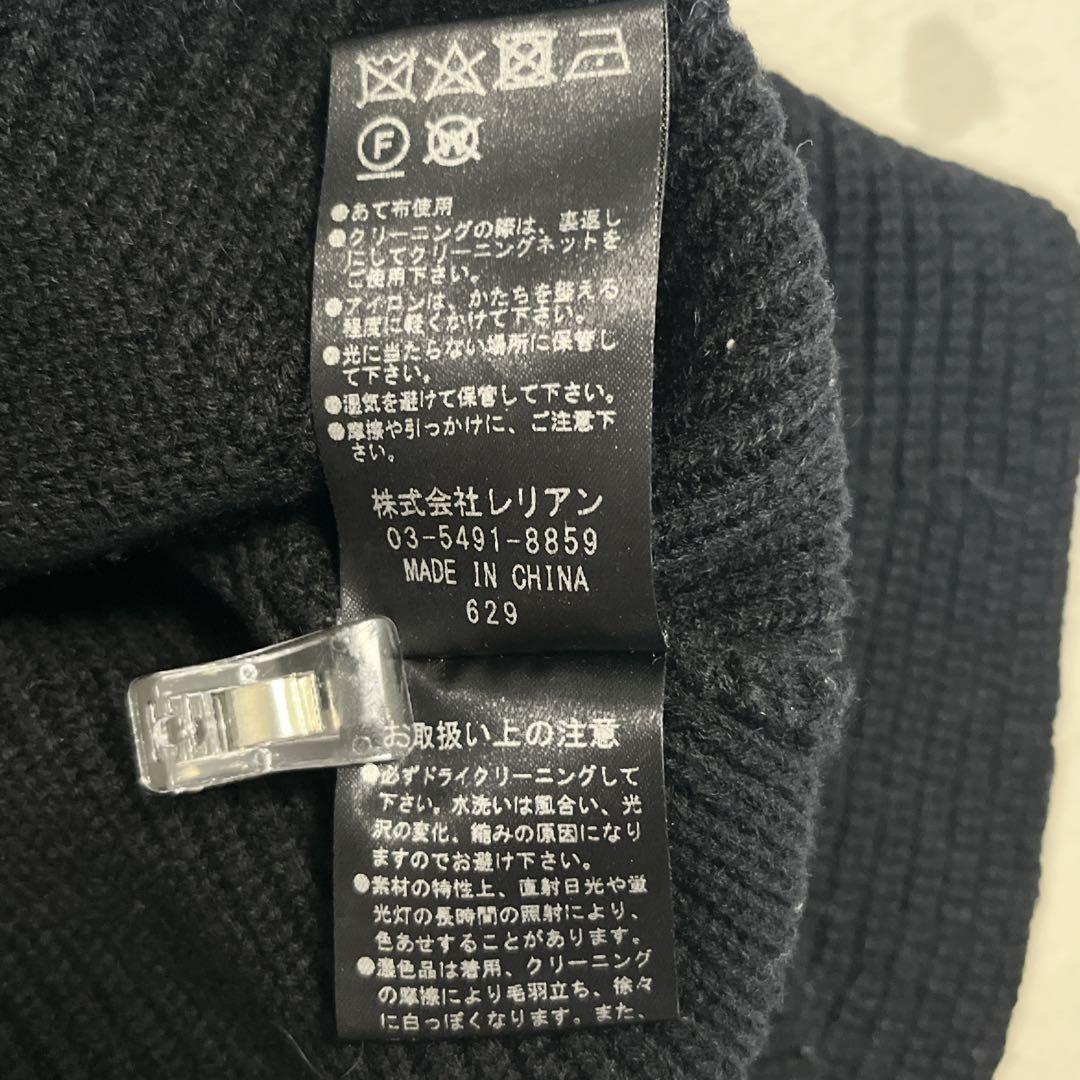 F
W
●あて布使用
●クリーニングの際は、裏返し
にしてクリーニングネットを
ご使用下さい。
●アイロンは、かたちを整える
程度に軽くかけて下さい。
●光に当たらない場所に保管し
て下さい。
●湿気を避けて保管して下さい。
●摩擦や引っかけに、ご注意下
さい。
株式会社レリアン
03-5491-8859
MADE IN CHINA
629
お取扱い上の注意
●必ずドライクリーニングして
下さい。水洗いは風合い、光
沢の変化、縮みの原因になり
ますのでお避け下さい。
●素材の特性上、直射日光や蛍
光灯の長時間の照射により、
色あせすることがあります。
●濃色品は着用、クリーニング
の摩擦により毛羽立ち、徐々
に白っぽくなります。また、